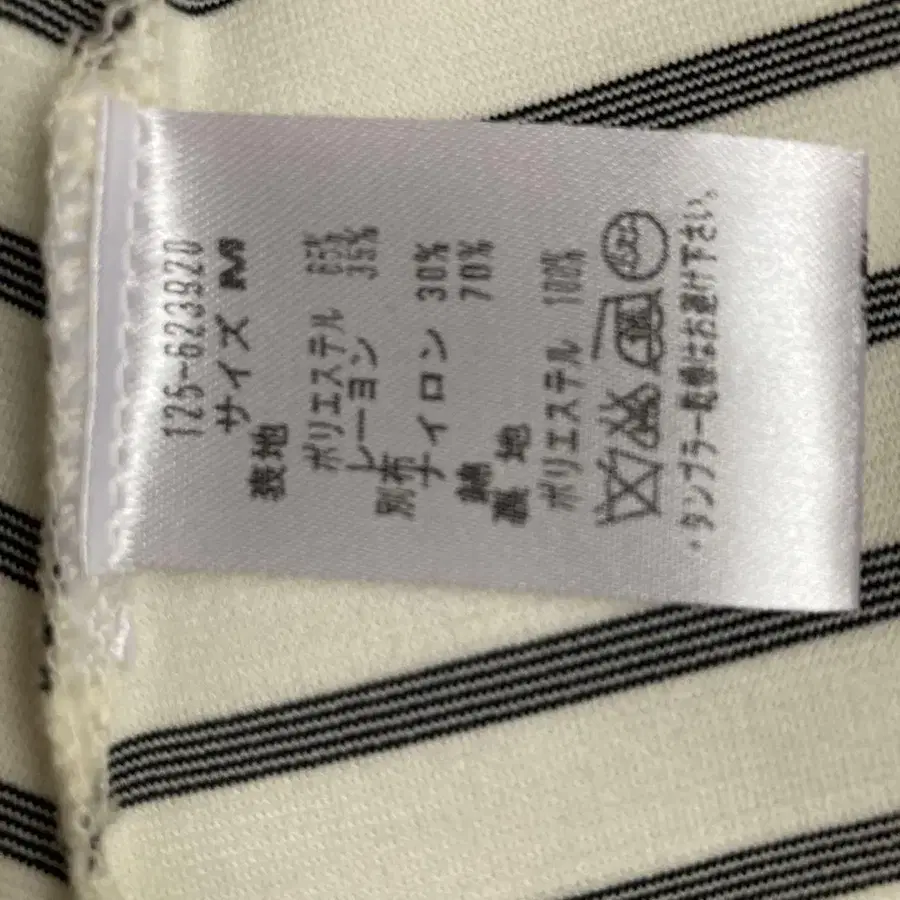 125-623920
サイズ M
表地
ポリエステル 65%
レーヨン 35%
別布
ナイロン 30%
綿 70%
裏地
ポリエステル 100%
・タンブラー乾燥はお避け下さい。